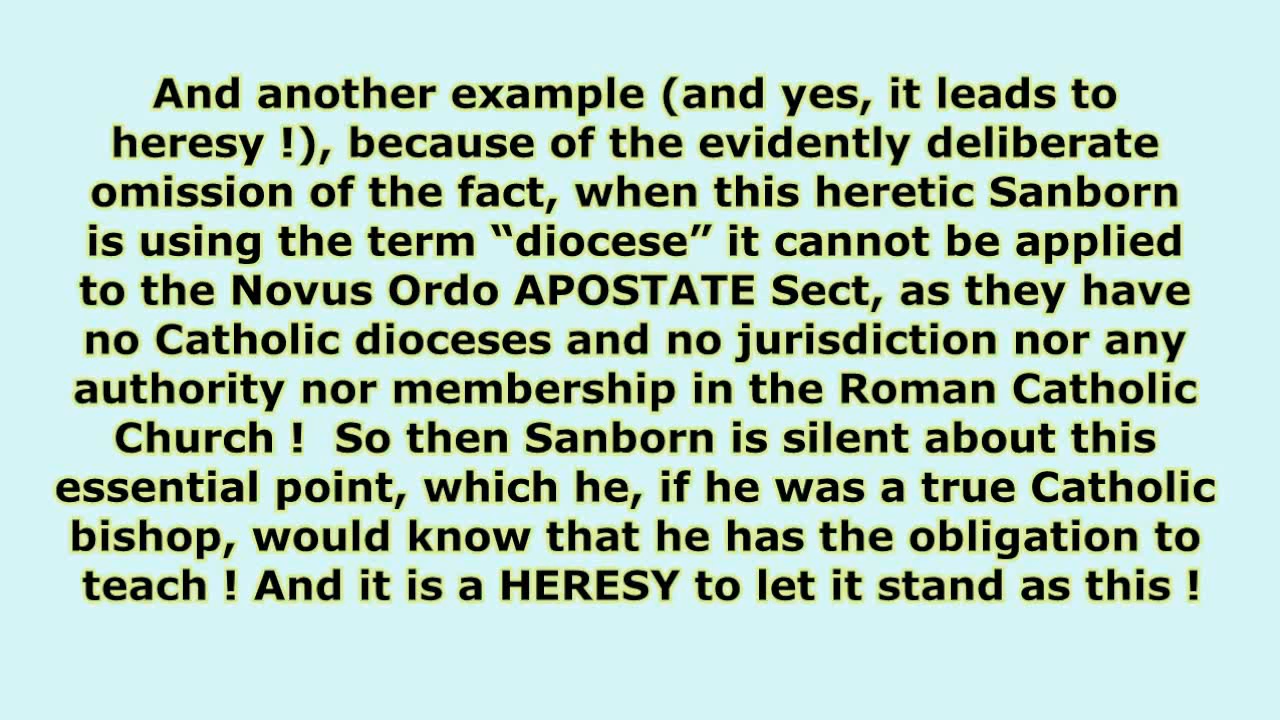 And another example (and yes, it leads to
heresy !), because of the evidently deliberate
omission of the fact, when this heretic Sanborn
is using the term “diocese” it cannot be applied
to the Novus Ordo APOSTATE Sect, as they have
no Catholic dioceses and no jurisdiction nor any
authority nor membership in the Roman Catholic
Church !  So then Sanborn is silent about this
essential point, which he, if he was a true Catholic
bishop, would know that he has the obligation to
teach ! And it is a HERESY to let it stand as this !